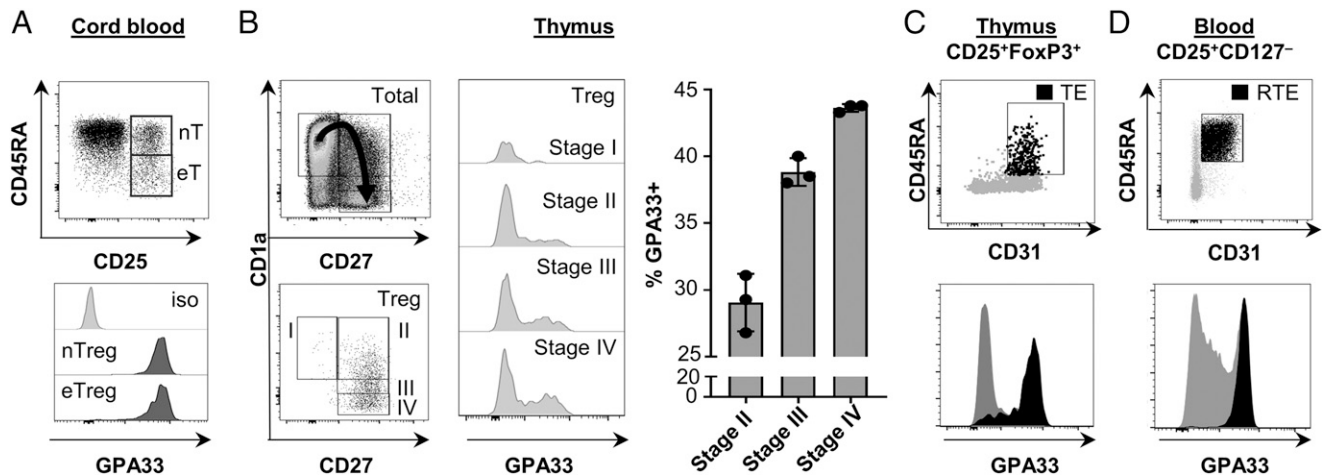 A
Cord blood
CD45RA
nT
eT
CD25
iso
nTreg
eTreg
GPA33
B
Thymus
Total
CD1a
CD27
Treg
I
II
III
IV
CD27
Treg
Stage I
Stage II
Stage III
Stage IV
GPA33
% GPA33+
45
40
35
30
25
20
0
Stage II
Stage III
Stage IV
C
Thymus
CD25⁺FoxP3⁺
TE
CD45RA
CD31
GPA33
D
Blood
CD25⁺CD127⁻
RTE
CD45RA
CD31
GPA33